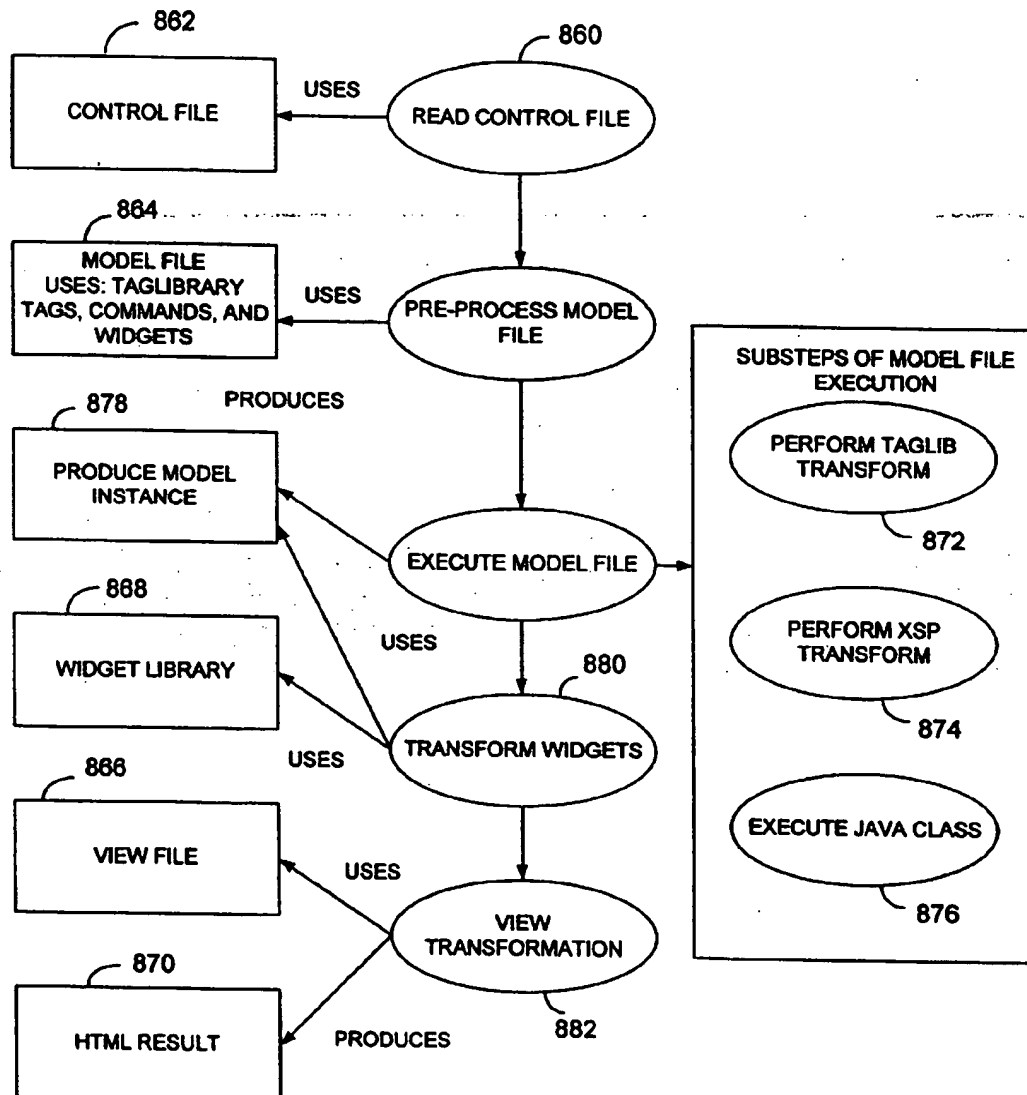 862
860
CONTROL FILE
USES
READ CONTROL FILE
864
MODEL FILE
USES: TAGLIBRARY
TAGS, COMMANDS, AND
WIDGETS
USES
PRE-PROCESS MODEL
FILE
SUBSTEPS OF MODEL FILE
EXECUTION
878
PRODUCES
PERFORM TAGLIB
TRANSFORM
872
PRODUCE MODEL
INSTANCE
EXECUTE MODEL FILE
868
USES
PERFORM XSP
TRANSFORM
874
WIDGET LIBRARY
880
TRANSFORM WIDGETS
USES
866
EXECUTE JAVA CLASS
876
VIEW FILE
USES
VIEW
TRANSFORMATION
882
870
HTML RESULT
PRODUCES